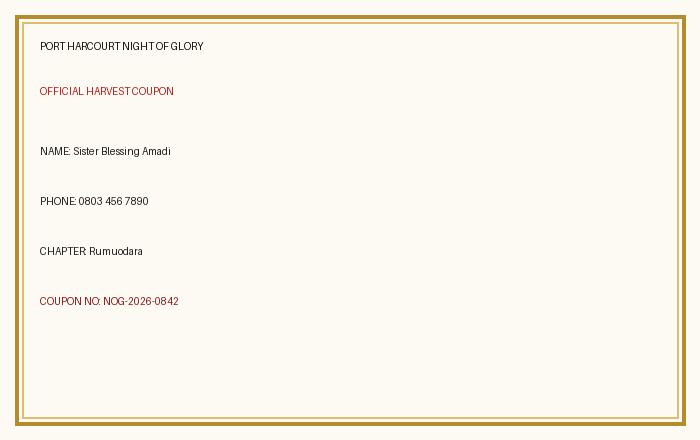 PORT HARCOURT NIGHT OF GLORY
OFFICIAL HARVEST COUPON
NAME: Sister Blessing Amadi
PHONE: 0803 456 7890
CHAPTER: Rumuodara
COUPON NO: NOG-2026-0842